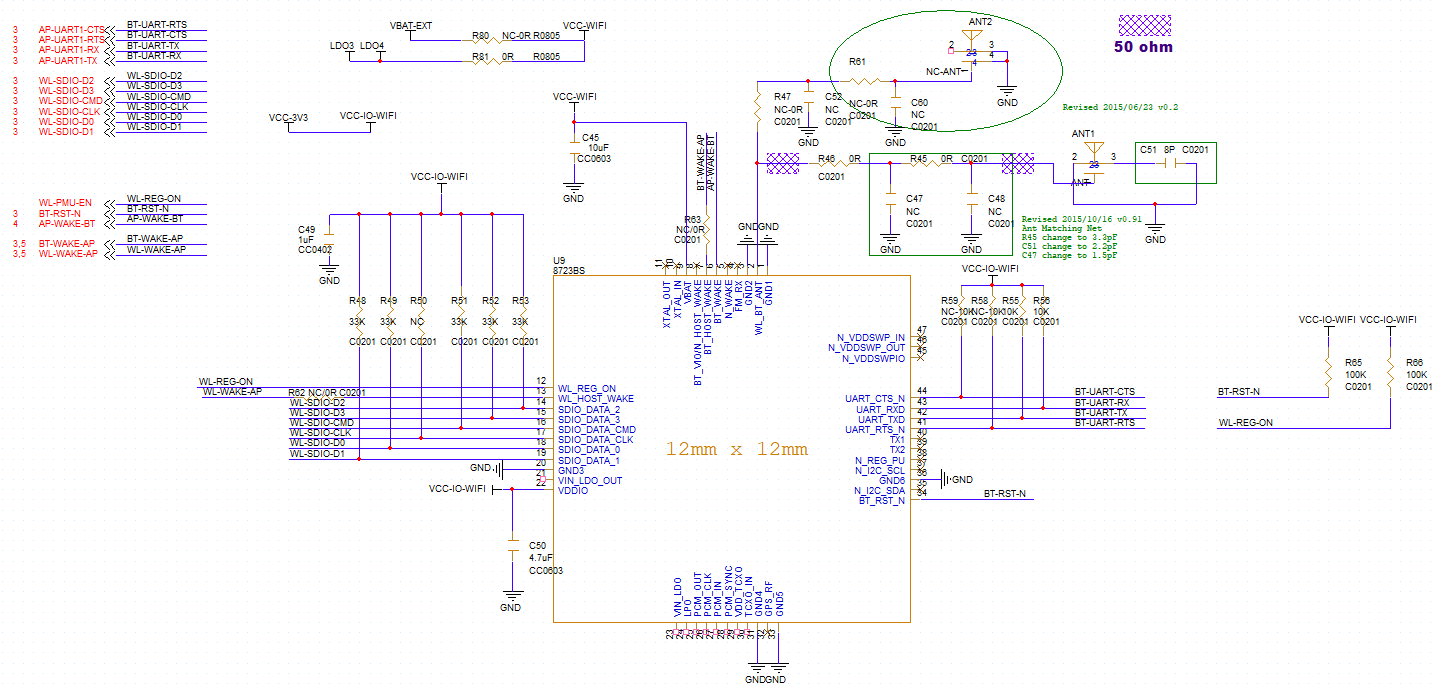 3 AP-UART1-CTS BT-UART-RTS
3 AP-UART1-RTS BT-UART-CTS
3 AP-UART1-RX BT-UART-TX
3 AP-UART1-TX BT-UART-RX
3 WL-SDIO-D2 WL-SDIO-D2
3 WL-SDIO-D3 WL-SDIO-D3
3 WL-SDIO-CMD WL-SDIO-CMD
3 WL-SDIO-CLK WL-SDIO-CLK
3 WL-SDIO-D0 WL-SDIO-D0
3 WL-SDIO-D1 WL-SDIO-D1
WL-PMU-EN WL-REG-ON
3 BT-RST-N BT-RST-N
4 AP-WAKE-BT AP-WAKE-BT
3,5 BT-WAKE-AP BT-WAKE-AP
3,5 WL-WAKE-AP WL-WAKE-AP
VBAT-EXT VCC-WIFI
R80 NC-0R R0805
LDO3 LDO4
R81 0R R0805
VCC-3V3 VCC-IO-WIFI
VCC-WIFI
C45
10uF
CC0603
GND
BT-WAKE-AP
AP-WAKE-BT
R63
NC/0R
C0201
ANT2
2 23 3
4
4
NC-ANT 1
GND
R61
NC-0R
C0201
C60
NC
C0201
GND
R47
NC-0R
C0201
C52
NC
C0201
GND
50 ohm
Revised 2015/06/23 v0.2
R46 0R
C0201
R45 0R C0201
C47
NC
C0201
GND
C48
NC
C0201
GND
ANT1
2 23 3
ANT
C51 8P C0201
GND
Revised 2015/10/16 v0.91
Ant Matching Net
R45 change to 3.3pF
C51 change to 2.2pF
C47 change to 1.5pF
VCC-IO-WIFI
C49
1uF
CC0402
GND
R48 R49 R50 R51 R52 R53
33K 33K NC 33K 33K 33K
C0201 C0201 C0201 C0201 C0201 C0201
U9
8723BS
GND GND
11 10 9 8 7 6 5 4 3 2 1
XTAL_OUT
XTAL_IN
VBAT
BT_VIO/N_HOST_WAKE
BT_HOST_WAKE
BT_WAKE
N_WAKE
FM_RX
GND2
WL_BT_ANT
GND1
VCC-IO-WIFI
R59 R58 R55 R56
NC-10K NC-10K 10K 10K
C0201 C0201 C0201 C0201
N_VDDSWP_IN 47
N_VDDSWP_OUT 46
N_VDDSWPIO 45
WL-REG-ON 12 WL_REG_ON
WL-WAKE-AP R62 NC/0R C0201 13 WL_HOST_WAKE
WL-SDIO-D2 14 SDIO_DATA_2
WL-SDIO-D3 15 SDIO_DATA_3
WL-SDIO-CMD 16 SDIO_DATA_CMD
WL-SDIO-CLK 17 SDIO_DATA_CLK
WL-SDIO-D0 18 SDIO_DATA_0
WL-SDIO-D1 19 SDIO_DATA_1
GND 20 GND3
21 VIN_LDO_OUT
VCC-IO-WIFI 22 VDDIO
12mm x 12mm
UART_CTS_N 44 BT-UART-CTS
UART_RXD 43 BT-UART-RX
UART_TXD 42 BT-UART-TX
UART_RTS_N 41 BT-UART-RTS
TX1 40
TX2 39
N_REG_PU 38
N_I2C_SCL 37
GND6 36 GND
N_I2C_SDA 35
BT_RST_N 34 BT-RST-N
C50
4.7uF
CC0603
GND
VIN_LDO
LPO
PCM_OUT
PCM_CLK
PCM_IN
PCM_SYNC
VDD_TCXO
TCXO_IN
GND4
GPS_RF
GND5
23 24 25 26 27 28 29 30 31 32 33
GND GND
VCC-IO-WIFI VCC-IO-WIFI
R65 R66
100K 100K
C0201 C0201
BT-RST-N
WL-REG-ON